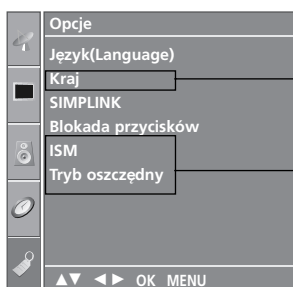 Opcje
Język(Language)
Kraj
SIMPLINK
Blokada przycisków
ISM
Tryb oszczędny
▲▼ ◄► OK MENU